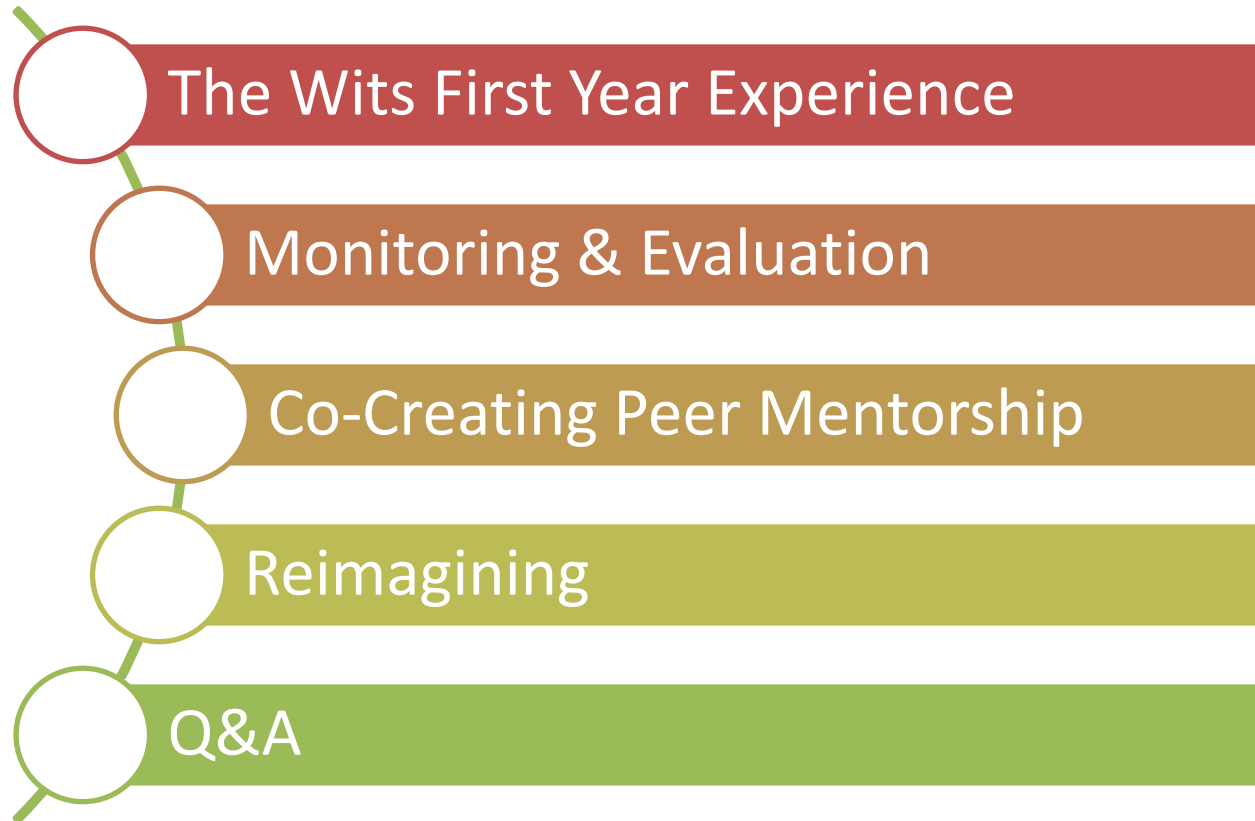 The Wits First Year Experience
Monitoring & Evaluation
Co-Creating Peer Mentorship
Reimagining
Q&A